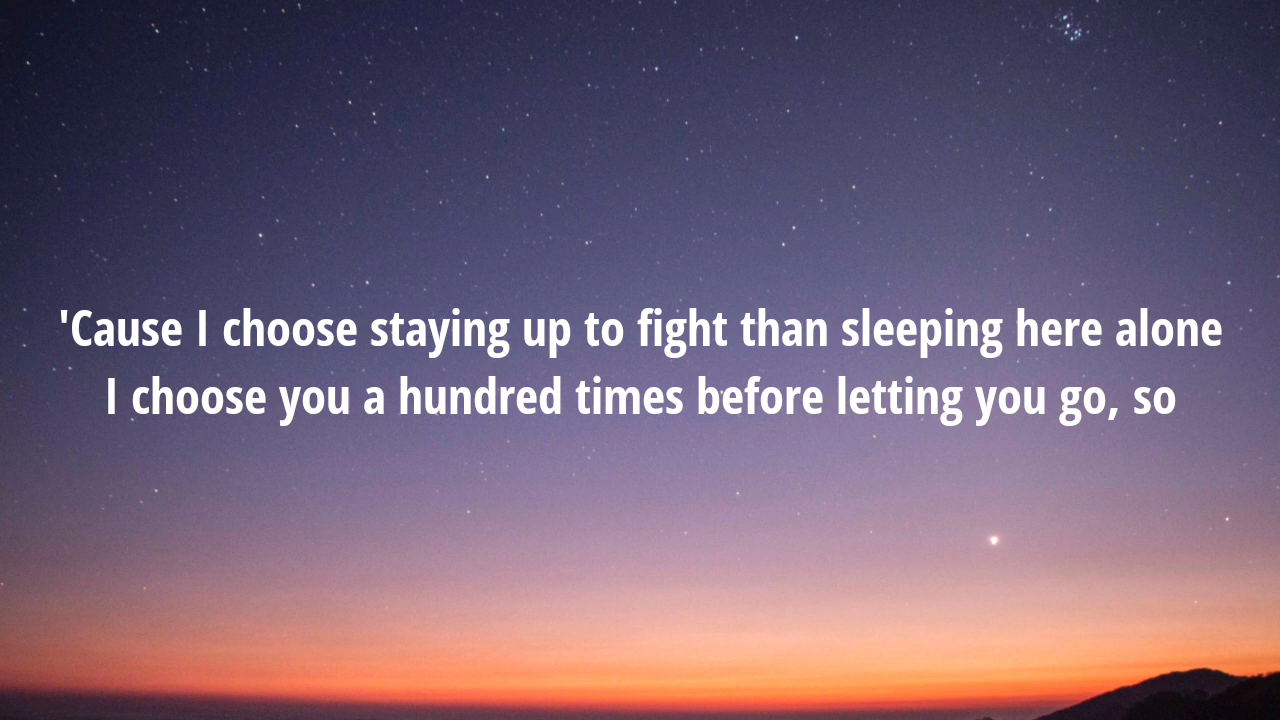 'Cause I choose staying up to fight than sleeping here alone
I choose you a hundred times before letting you go, so